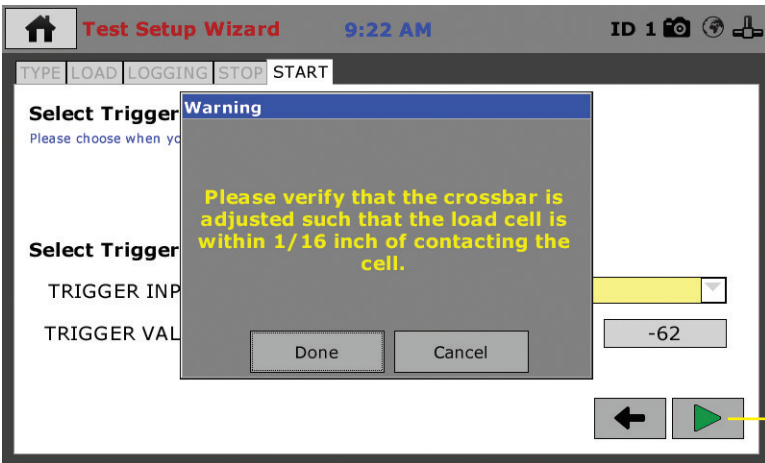 Test Setup Wizard 9:22 AM ID 1
TYPE LOAD LOGGING STOP START
Select Trigger
Please choose when yo
Warning
Please verify that the crossbar is
adjusted such that the load cell is
within 1/16 inch of contacting the
cell.
Select Trigger
TRIGGER INP
TRIGGER VAL -62
Done Cancel